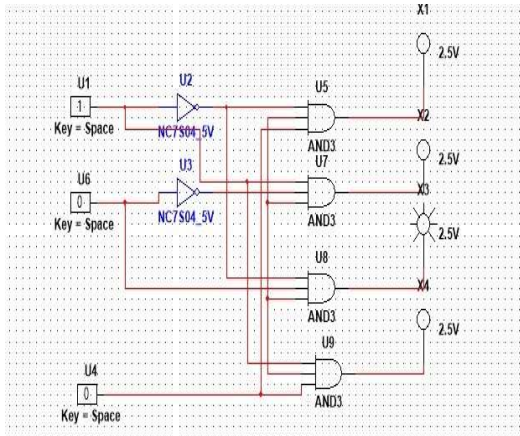 X1
2.5V
U1
1
Key = Space
U2
NC7S04_5V
U5
AND3
X2
2.5V
U6
0
Key = Space
U3
NC7S04_5V
U7
AND3
X3
2.5V
U8
AND3
X4
2.5V
U9
AND3
U4
0
Key = Space